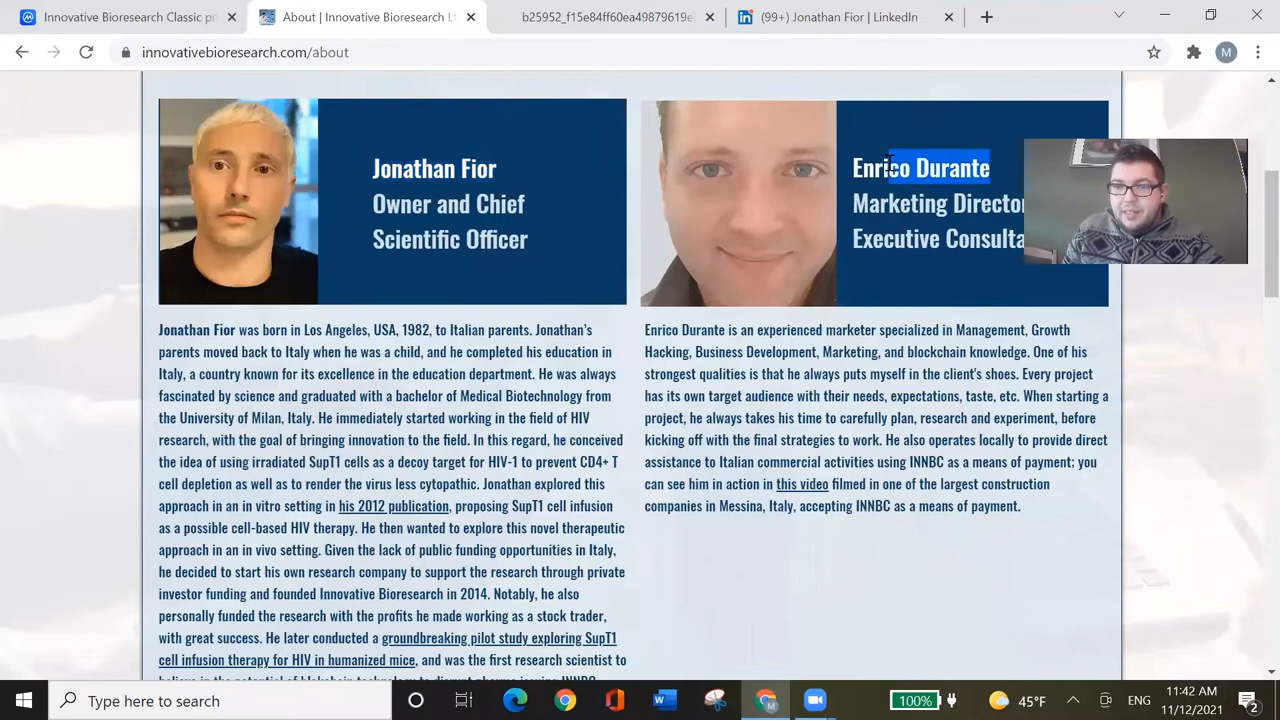 Innovative Bioresearch Classic pri
About | Innovative Bioresearch Lt
b25952_f15e84ff60ea49879619e
(99+) Jonathan Fior | LinkedIn
innovativebioresearch.com/about
M
Jonathan Fior
Owner and Chief
Scientific Officer
Enrico Durante
Marketing Director
Executive Consulta
Jonathan Fior was born in Los Angeles, USA, 1982, to Italian parents. Jonathan's
parents moved back to Italy when he was a child, and he completed his education in
Italy, a country known for its excellence in the education department. He was always
fascinated by science and graduated with a bachelor of Medical Biotechnology from
the University of Milan, Italy. He immediately started working in the field of HIV
research, with the goal of bringing innovation to the field. In this regard, he conceived
the idea of using irradiated SupT1 cells as a decoy target for HIV-1 to prevent CD4+ T
cell depletion as well as to render the virus less cytopathic. Jonathan explored this
approach in an in vitro setting in his 2012 publication, proposing SupT1 cell infusion
as a possible cell-based HIV therapy. He then wanted to explore this novel therapeutic
approach in an in vivo setting. Given the lack of public funding opportunities in Italy,
he decided to start his own research company to support the research through private
investor funding and founded Innovative Bioresearch in 2014. Notably, he also
personally funded the research with the profits he made working as a stock trader,
with great success. He later conducted a groundbreaking pilot study exploring SupT1
cell infusion therapy for HIV in humanized mice, and was the first research scientist to
believe in the potential of blokchain technology to disrupt pharma issuing INNBC
Enrico Durante is an experienced marketer specialized in Management, Growth
Hacking, Business Development, Marketing, and blockchain knowledge. One of his
strongest qualities is that he always puts myself in the client's shoes. Every project
has its own target audience with their needs, expectations, taste, etc. When starting a
project, he always takes his time to carefully plan, research and experiment, before
kicking off with the final strategies to work. He also operates locally to provide direct
assistance to Italian commercial activities using INNBC as a means of payment; you
can see him in action in this video filmed in one of the largest construction
companies in Messina, Italy, accepting INNBC as a means of payment.
Type here to search
100%
45°F
ENG
11:42 AM
11/12/2021
2